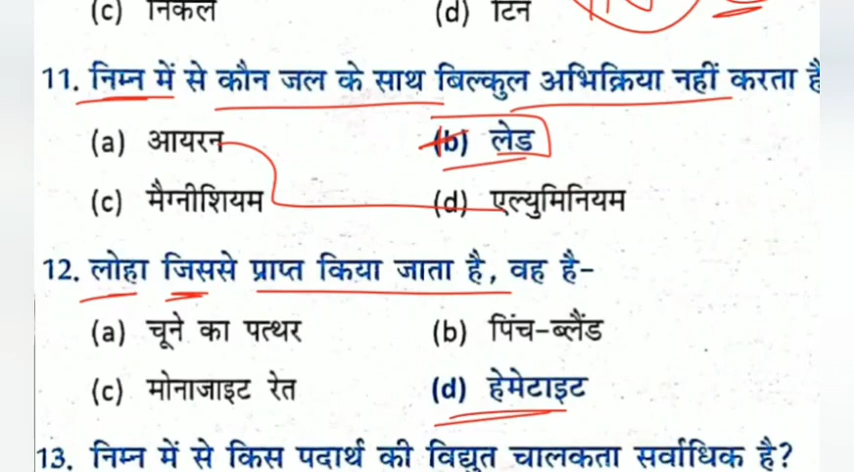 (c) निकल (d) टिन
11. निम्न में से कौन जल के साथ बिल्कुल अभिक्रिया नहीं करता है
(a) आयरन (b) लेड
(c) मैग्नीशियम (d) एल्युमिनियम
12. लोहा जिससे प्राप्त किया जाता है, वह है-
(a) चूने का पत्थर (b) पिंच-ब्लैंड
(c) मोनाजाइट रेत (d) हेमेटाइट
13. निम्न में से किस पदार्थ की विद्युत चालकता सर्वाधिक है?